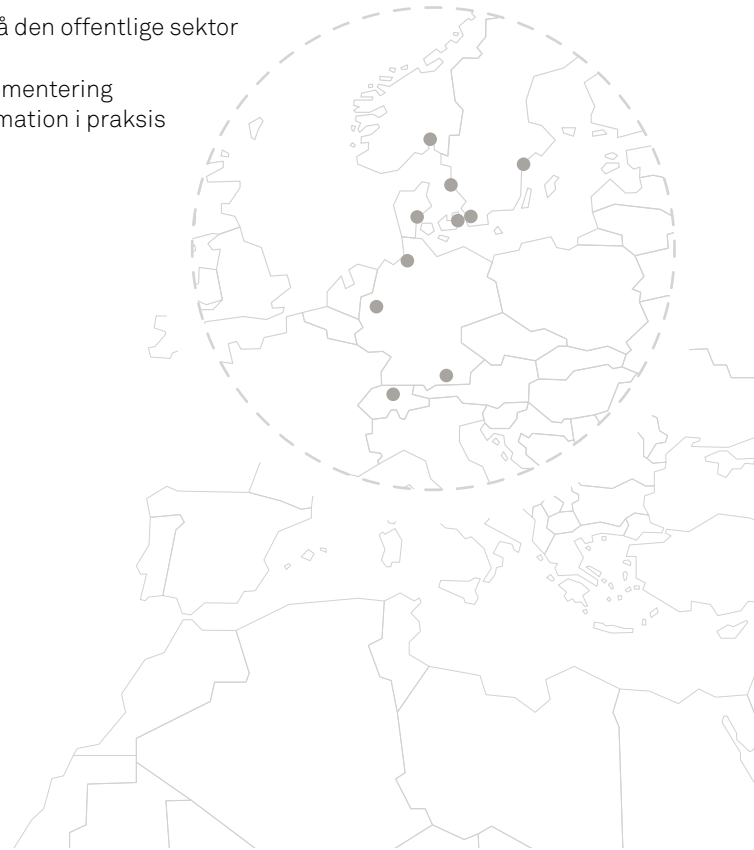 å den offentlige sektor
mentering
mation i praksis